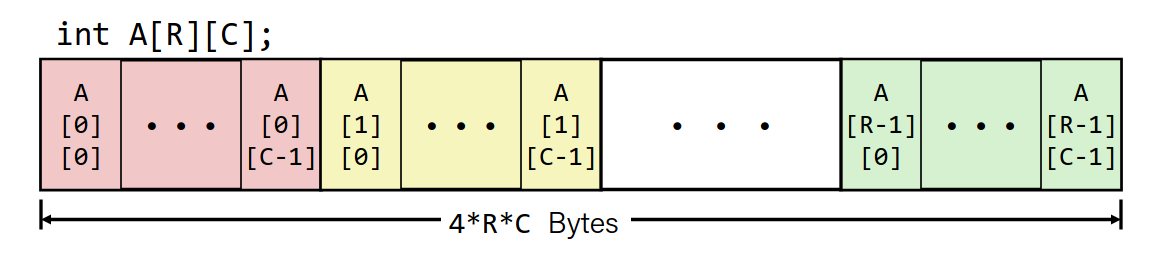 int A[R][C];
A A A A A A
[0] • • • [0] [1] • • • [1] • • • [R-1] • • • [R-1]
[0] [C-1] [0] [C-1] [0] [C-1]
4*R*C Bytes